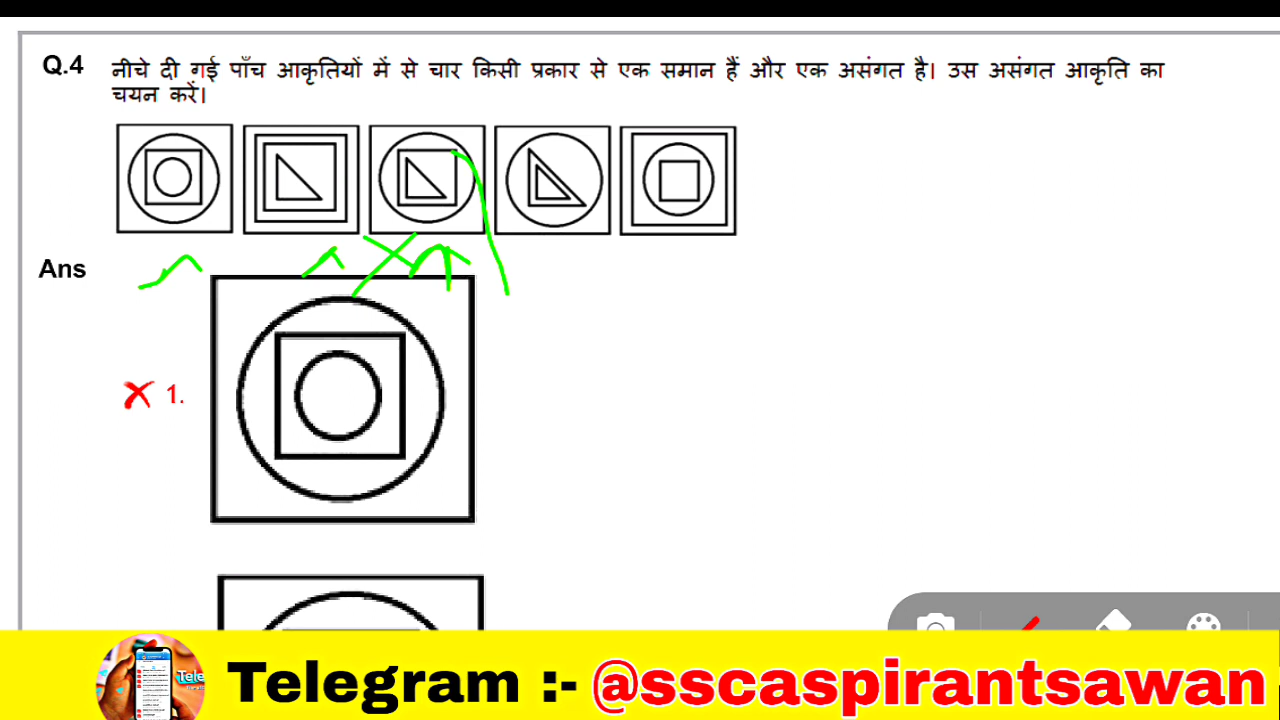 Q.4 नीचे दी गई पाँच आकृतियों में से चार किसी प्रकार से एक समान हैं और एक असंगत है। उस असंगत आकृति का
चयन करें।
Ans
1.
Telegram :- @sscaspirantsawan